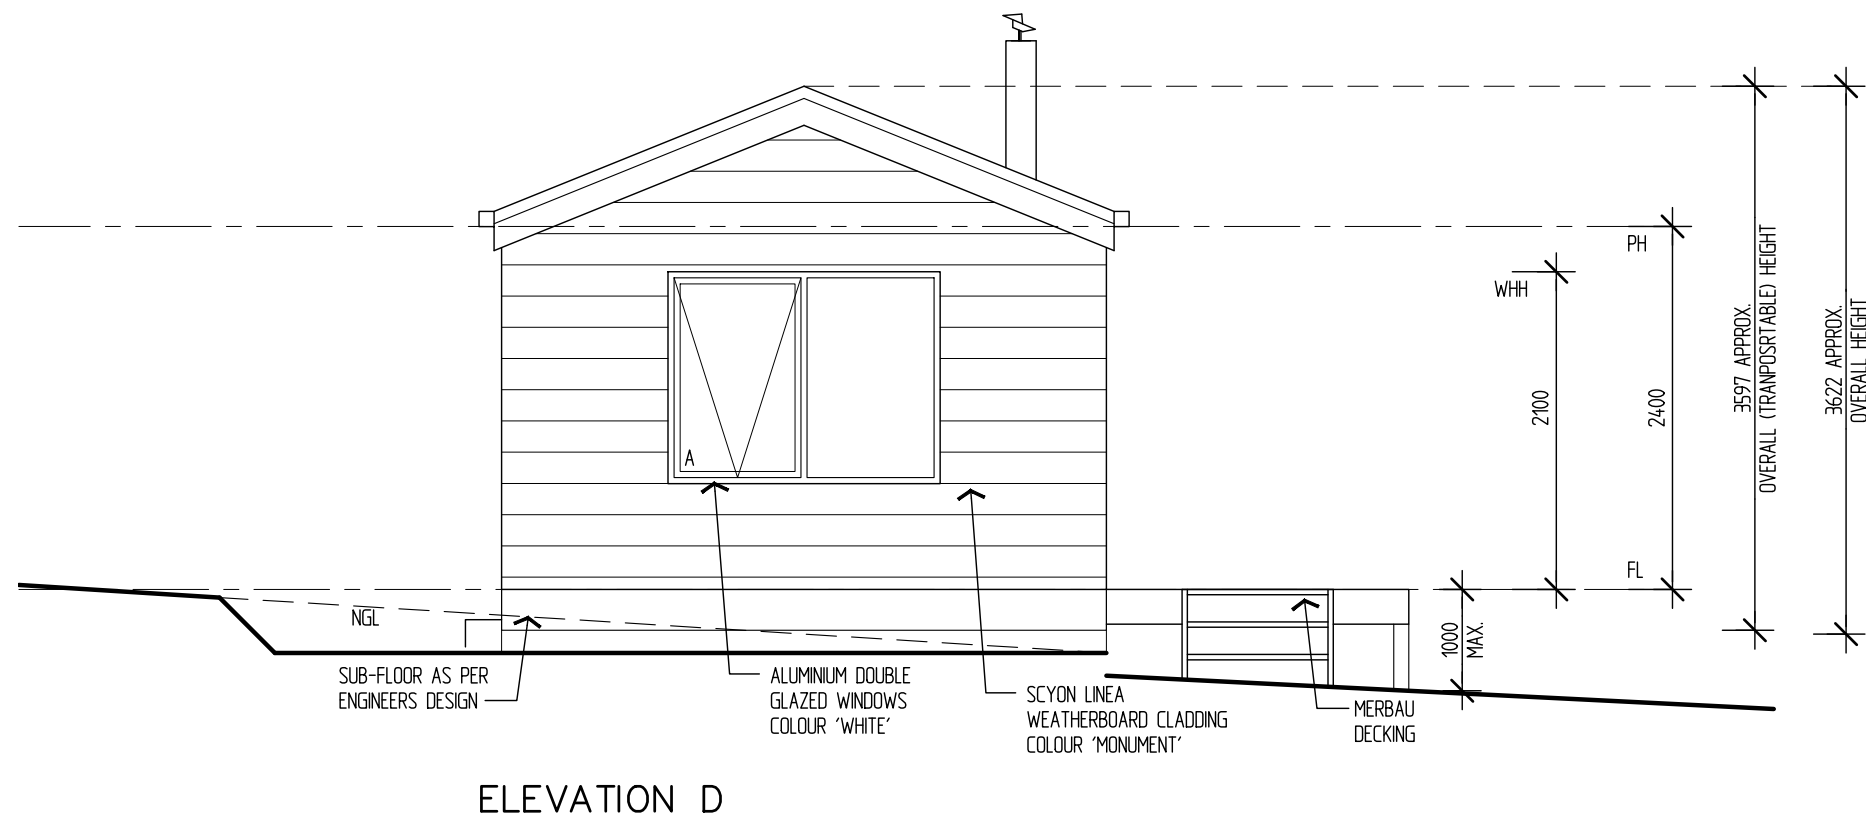 PH
WHH
2100
2400
3597 APPROX.
OVERALL (TRANPOSRTABLE) HEIGHT
3622 APPROX.
OVERALL HEIGHT
A
FL
NGL
1000
MAX.
SUB-FLOOR AS PER
ENGINEERS DESIGN
ALUMINIUM DOUBLE
GLAZED WINDOWS
COLOUR 'WHITE'
SCYON LINEA
WEATHERBOARD CLADDING
COLOUR 'MONUMENT'
MERBAU
DECKING
ELEVATION D